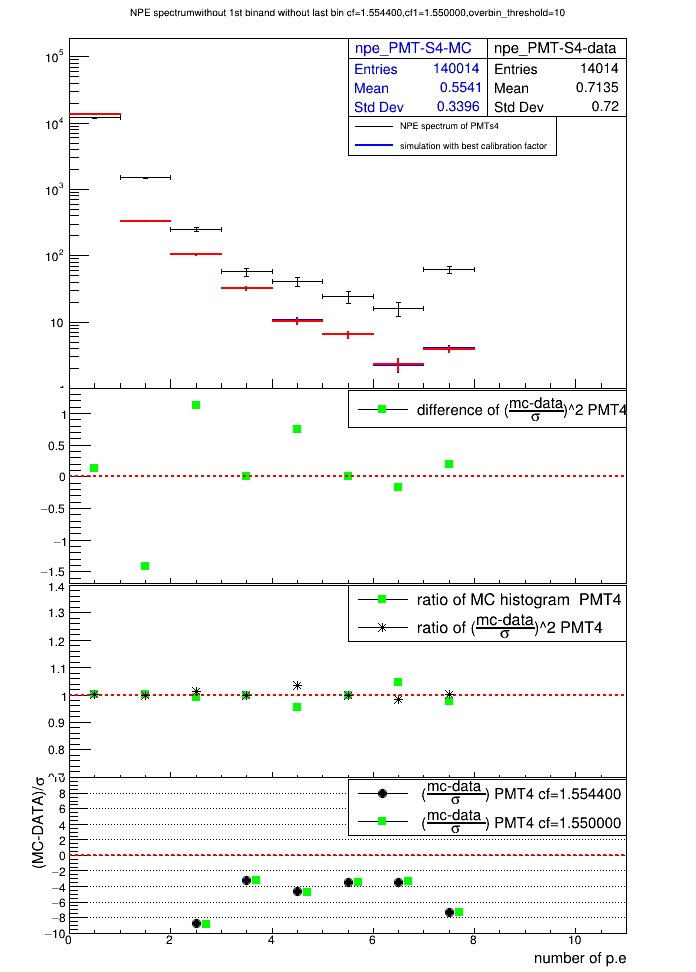 NPE spectrumwithout 1st binand without last bin cf=1.554400,cf1=1.550000,overbin_threshold=10
npe_PMT-S4-MC npe_PMT-S4-data
Entries 140014 Entries 14014
Mean 0.5541 Mean 0.7135
Std Dev 0.3396 Std Dev 0.72
NPE spectrum of PMTs4
simulation with best calibration factor
10^5
10^4
10^3
10^2
10
difference of (mc-data/σ)^2 PMT4
1
0.5
0
−0.5
−1
−1.5
ratio of MC histogram PMT4
ratio of (mc-data/σ)^2 PMT4
1.4
1.3
1.2
1.1
1
0.9
0.8
(MC-DATA)/σ
(mc-data/σ) PMT4 cf=1.554400
(mc-data/σ) PMT4 cf=1.550000
8
6
4
2
0
−2
−4
−6
−8
−10
0 2 4 6 8 10
number of p.e